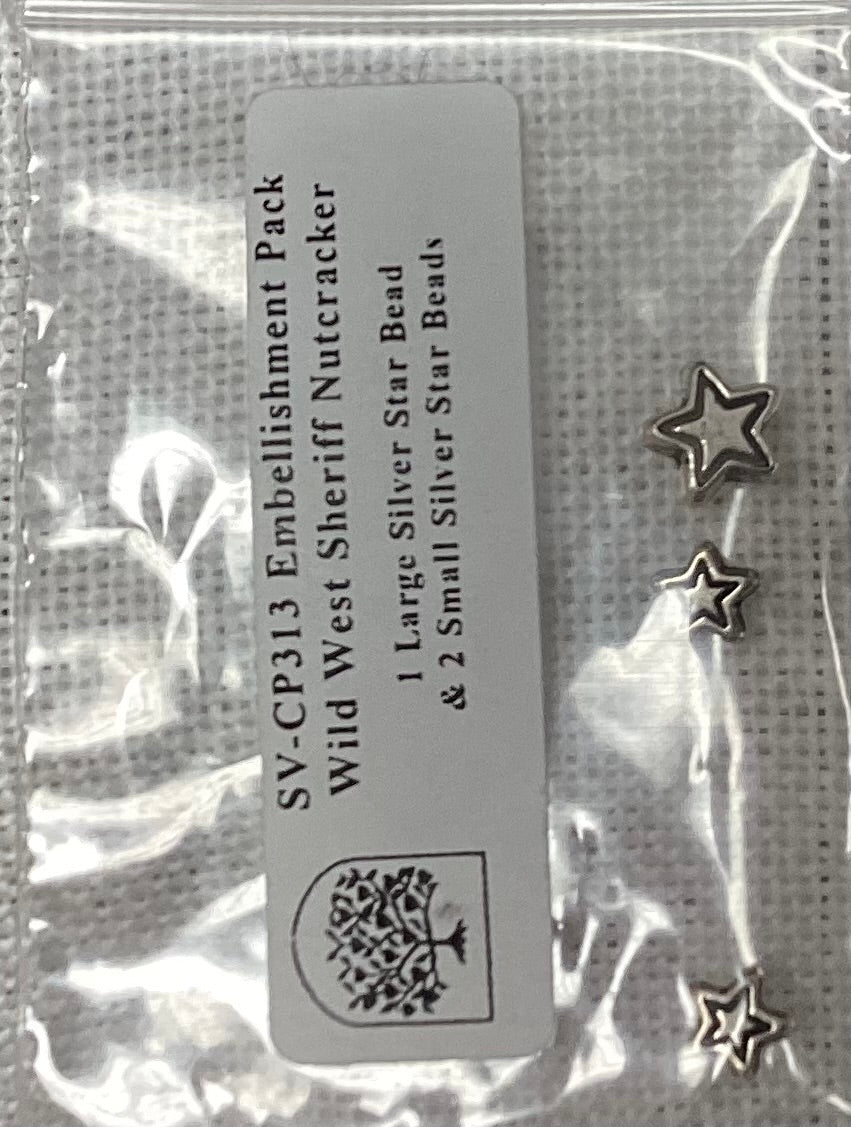 SV-CP313 Embellishment Pack
Wild West Sheriff Nutcracker
1 Large Silver Star Bead
& 2 Small Silver Star Beads